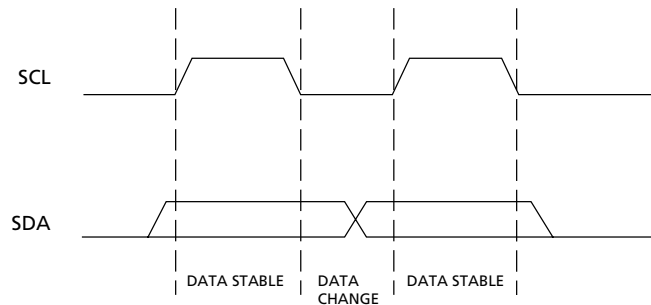 SCL
SDA
DATA STABLE
DATA
CHANGE
DATA STABLE